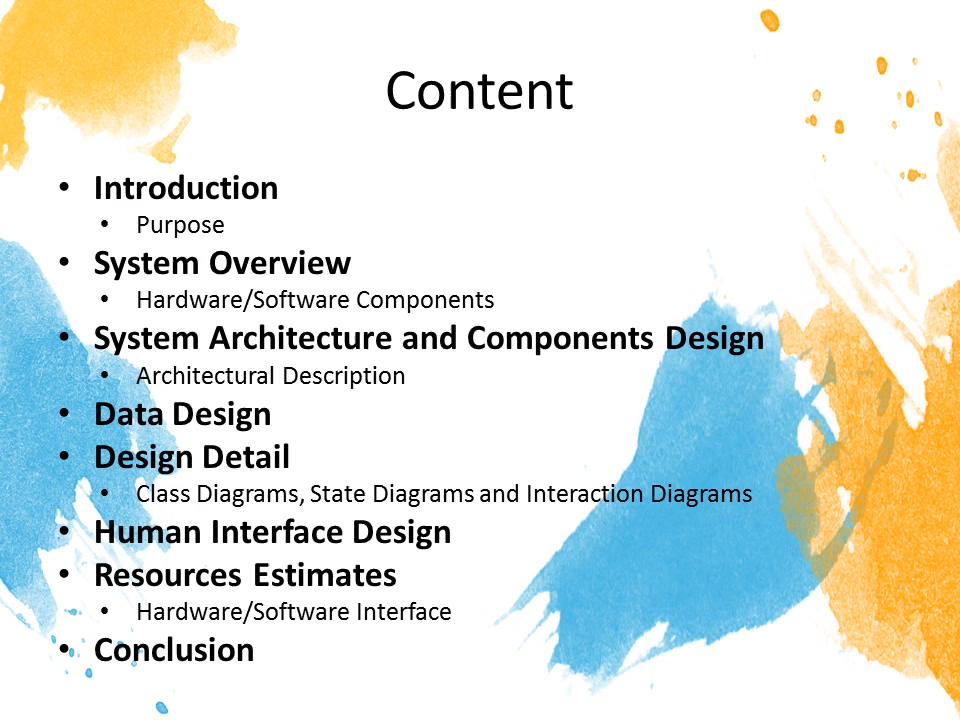 Content
• Introduction
• Purpose
• System Overview
• Hardware/Software Components
• System Architecture and Components Design
• Architectural Description
• Data Design
• Design Detail
• Class Diagrams, State Diagrams and Interaction Diagrams
• Human Interface Design
• Resources Estimates
• Hardware/Software Interface
• Conclusion